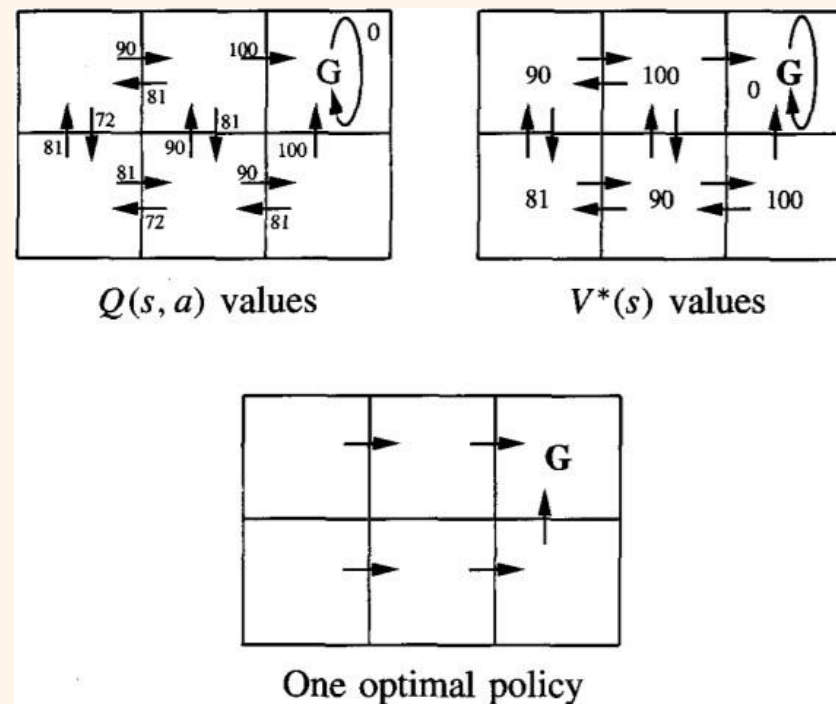 90 100 G 0
81
81 72 90 81 100
81 90
72 81
Q(s, a) values
90 100 0 G
81 90 100
V*(s) values
G
One optimal policy